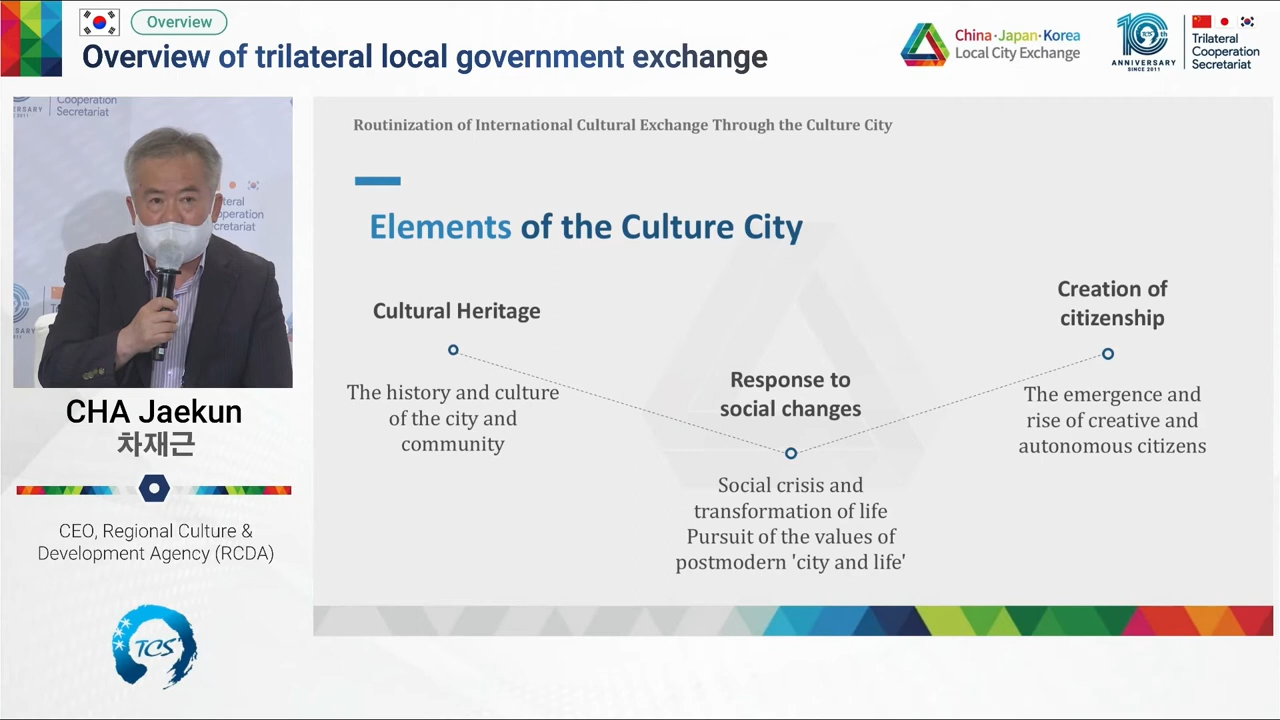 Overview
Overview of trilateral local government exchange
China·Japan·Korea
Local City Exchange
10th
TCS
ANNIVERSARY
SINCE 2011
Trilateral
Cooperation
Secretariat
Cooperation
Secretariat
CHA Jaekun
차재근
CEO, Regional Culture &
Development Agency (RCDA)
TCS
Routinization of International Cultural Exchange Through the Culture City
Elements of the Culture City
Cultural Heritage
The history and culture
of the city and
community
Response to
social changes
Social crisis and
transformation of life
Pursuit of the values of
postmodern 'city and life'
Creation of
citizenship
The emergence and
rise of creative and
autonomous citizens